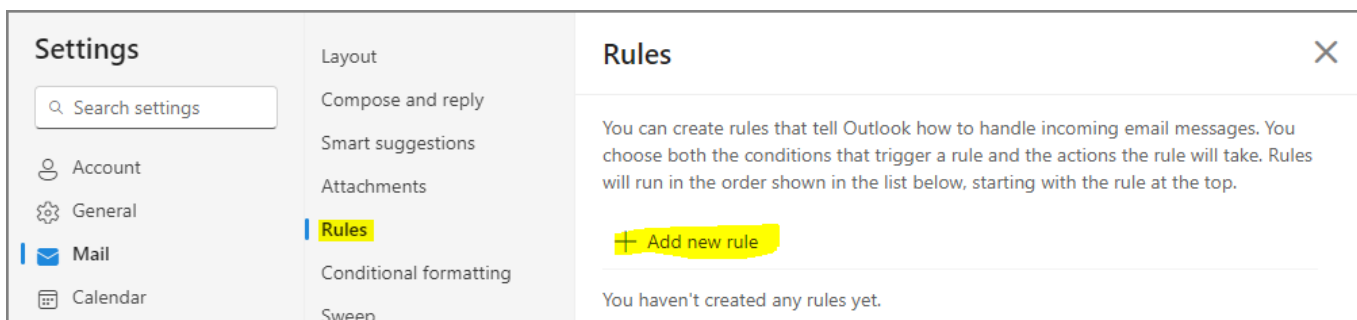 Settings
Search settings
Account
General
Mail
Calendar
Layout
Compose and reply
Smart suggestions
Attachments
Rules
Conditional formatting
Sweep
Rules
You can create rules that tell Outlook how to handle incoming email messages. You
choose both the conditions that trigger a rule and the actions the rule will take. Rules
will run in the order shown in the list below, starting with the rule at the top.
Add new rule
You haven't created any rules yet.